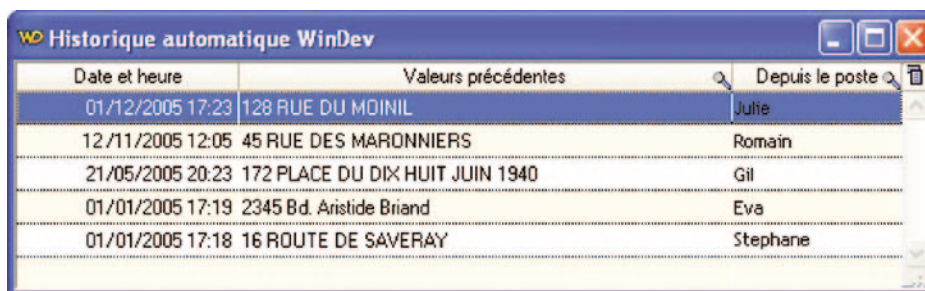 WD Historique automatique WinDev
Date et heure Valeurs précédentes Depuis le poste
01/12/2005 17:23 128 RUE DU MOINIL Julie
12/11/2005 12:05 45 RUE DES MARONNIERS Romain
21/05/2005 20:23 172 PLACE DU DIX HUIT JUIN 1940 Gil
01/01/2005 17:19 2345 Bd. Aristide Briand Eva
01/01/2005 17:18 16 ROUTE DE SAVERAY Stephane